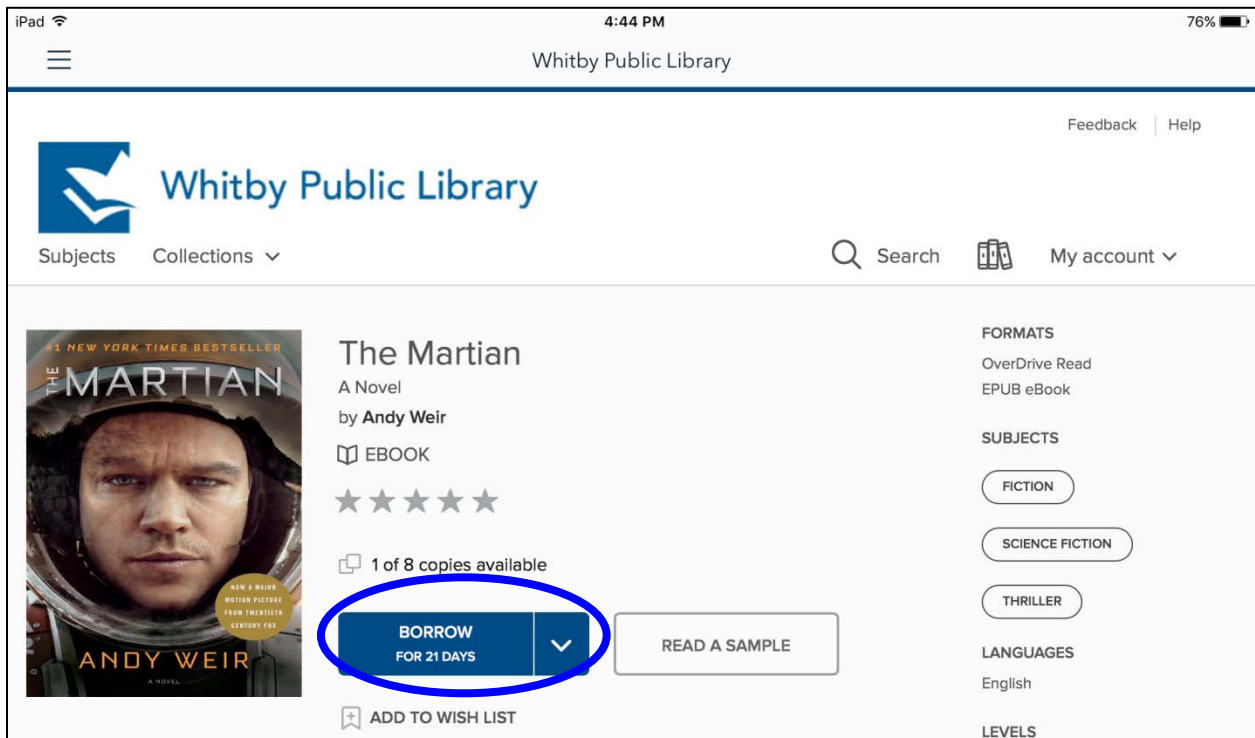 iPad 4:44 PM 76%
Whitby Public Library
Feedback Help
Whitby Public Library
Subjects Collections Search My account
#1 NEW YORK TIMES BESTSELLER
THE MARTIAN
NOW A MAJOR
MOTION PICTURE
FROM TWENTIETH
CENTURY FOX
ANDY WEIR
A NOVEL
The Martian
A Novel
by Andy Weir
EBOOK
1 of 8 copies available
BORROW
FOR 21 DAYS
READ A SAMPLE
ADD TO WISH LIST
FORMATS
OverDrive Read
EPUB eBook
SUBJECTS
FICTION
SCIENCE FICTION
THRILLER
LANGUAGES
English
LEVELS